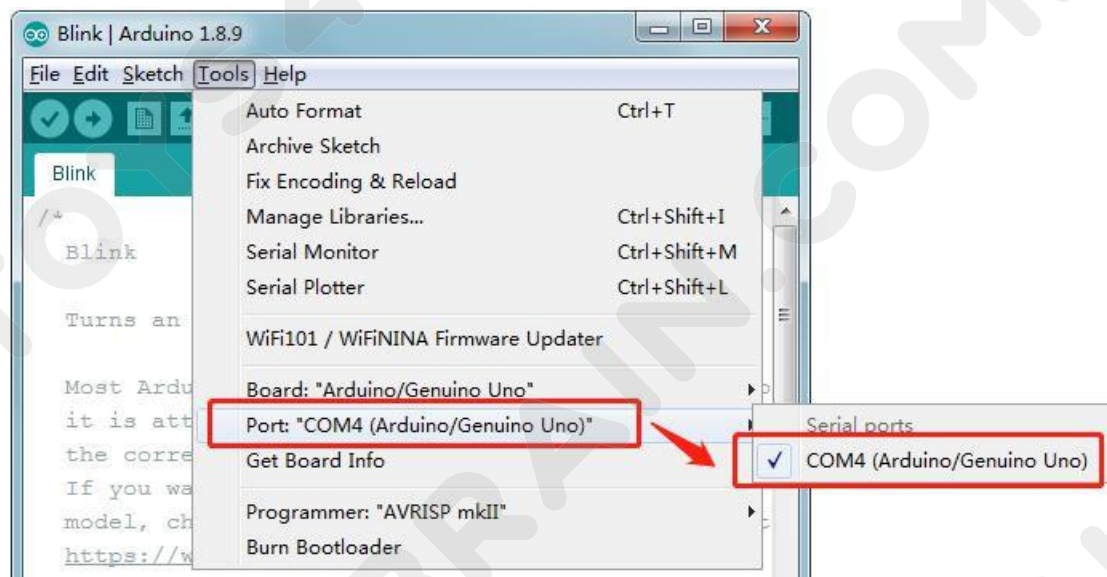 Blink | Arduino 1.8.9
File Edit Sketch Tools Help
Auto Format Ctrl+T
Archive Sketch
Blink
Fix Encoding & Reload
/*
Manage Libraries... Ctrl+Shift+I
Blink
Serial Monitor Ctrl+Shift+M
Serial Plotter Ctrl+Shift+L
Turns an
WiFi101 / WiFiNINA Firmware Updater
Most Ardu
Board: "Arduino/Genuino Uno"
it is att
Port: "COM4 (Arduino/Genuino Uno)"
Serial ports
the corre
Get Board Info
COM4 (Arduino/Genuino Uno)
If you wa
model, ch
Programmer: "AVRISP mkII"
https://w
Burn Bootloader